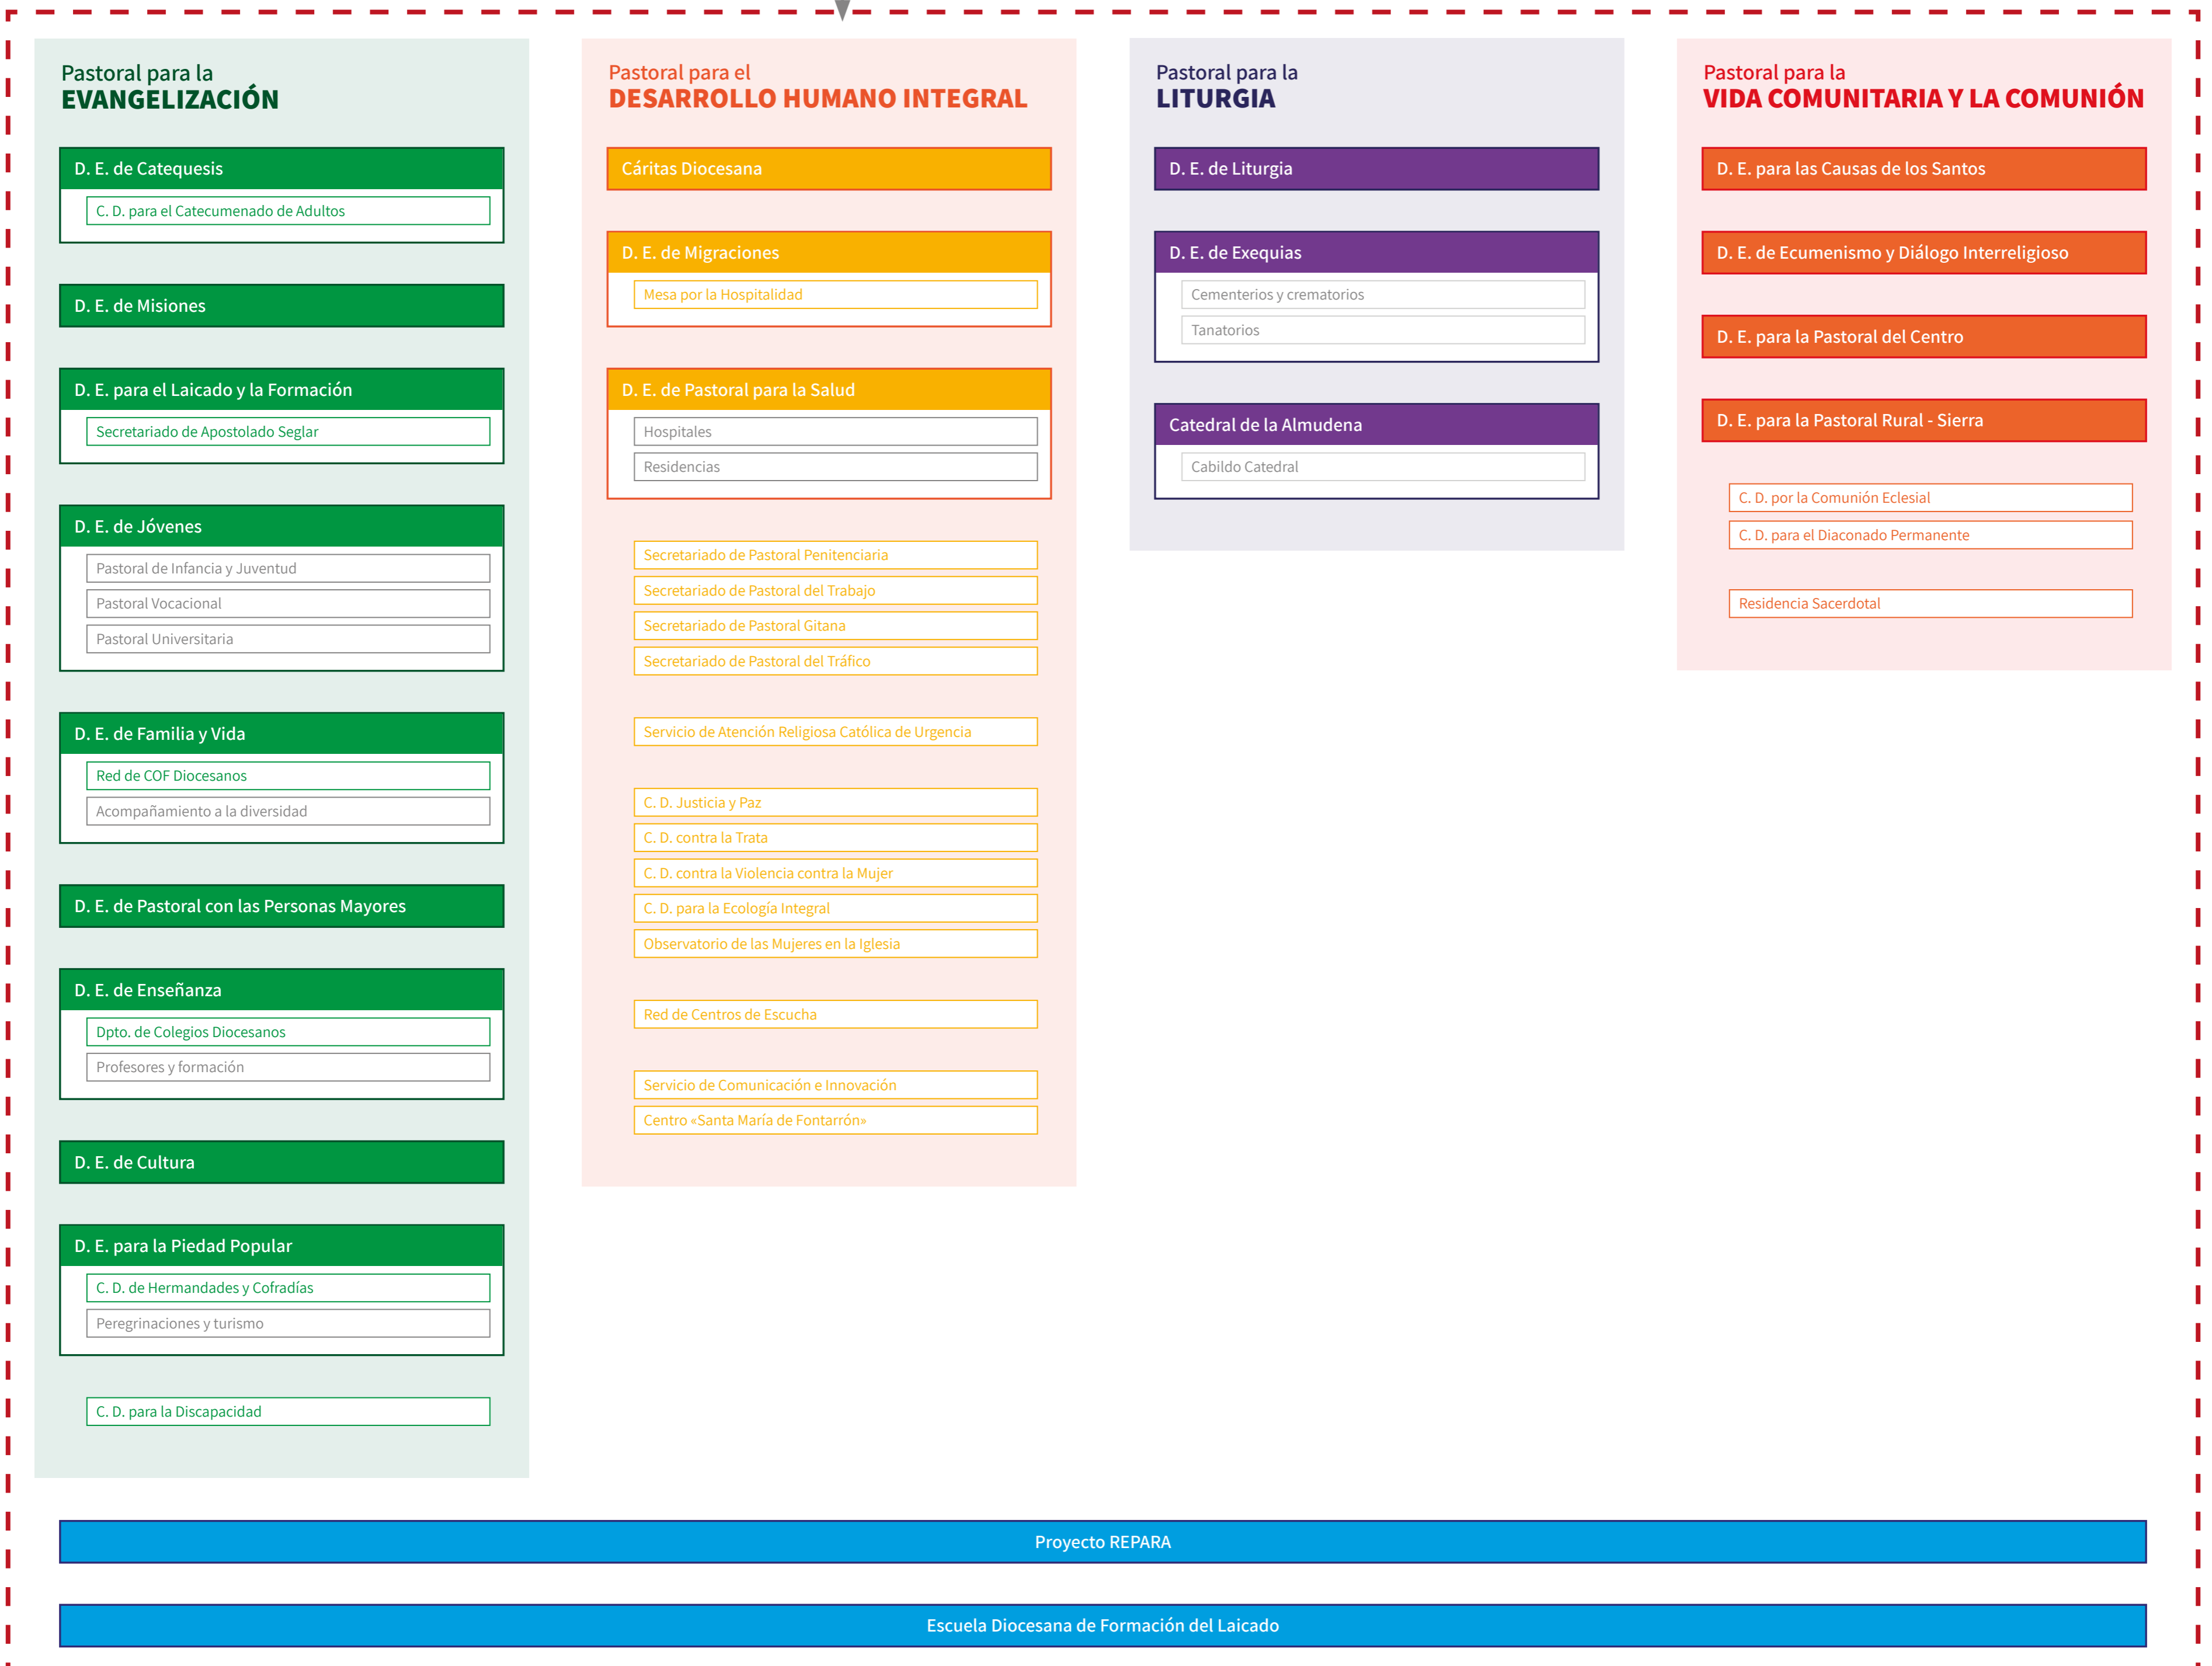 Pastoral para la
EVANGELIZACIÓN
D. E. de Catequesis
C. D. para el Catecumenado de Adultos
D. E. de Misiones
D. E. para el Laicado y la Formación
Secretariado de Apostolado Seglar
D. E. de Jóvenes
Pastoral de Infancia y Juventud
Pastoral Vocacional
Pastoral Universitaria
D. E. de Familia y Vida
Red de COF Diocesanos
Acompañamiento a la diversidad
D. E. de Pastoral con las Personas Mayores
D. E. de Enseñanza
Dpto. de Colegios Diocesanos
Profesores y formación
D. E. de Cultura
D. E. para la Piedad Popular
C. D. de Hermandades y Cofradías
Peregrinaciones y turismo
C. D. para la Discapacidad
Pastoral para el
DESARROLLO HUMANO INTEGRAL
Cáritas Diocesana
D. E. de Migraciones
Mesa por la Hospitalidad
D. E. de Pastoral para la Salud
Hospitales
Residencias
Secretariado de Pastoral Penitenciaria
Secretariado de Pastoral del Trabajo
Secretariado de Pastoral Gitana
Secretariado de Pastoral del Tráfico
Servicio de Atención Religiosa Católica de Urgencia
C. D. Justicia y Paz
C. D. contra la Trata
C. D. contra la Violencia contra la Mujer
C. D. para la Ecología Integral
Observatorio de las Mujeres en la Iglesia
Red de Centros de Escucha
Servicio de Comunicación e Innovación
Centro «Santa María de Fontarrón»
Pastoral para la
LITURGIA
D. E. de Liturgia
D. E. de Exequias
Cementerios y crematorios
Tanatorios
Catedral de la Almudena
Cabildo Catedral
Pastoral para la
VIDA COMUNITARIA Y LA COMUNIÓN
D. E. para las Causas de los Santos
D. E. de Ecumenismo y Diálogo Interreligioso
D. E. para la Pastoral del Centro
D. E. para la Pastoral Rural - Sierra
C. D. por la Comunión Eclesial
C. D. para el Diaconado Permanente
Residencia Sacerdotal
Proyecto REPARA
Escuela Diocesana de Formación del Laicado